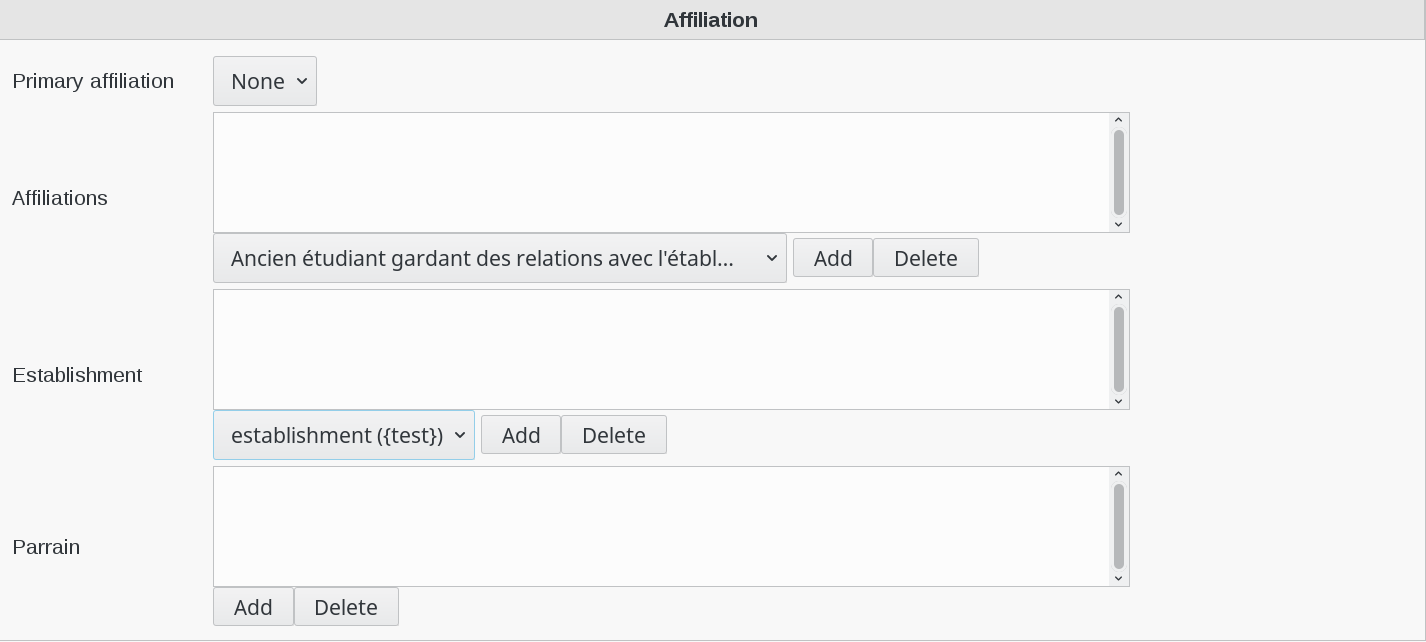 Affiliation
Primary affiliation
None
Affiliations
Ancien étudiant gardant des relations avec l'établ...
Add
Delete
Establishment
establishment ({test})
Add
Delete
Parrain
Add
Delete